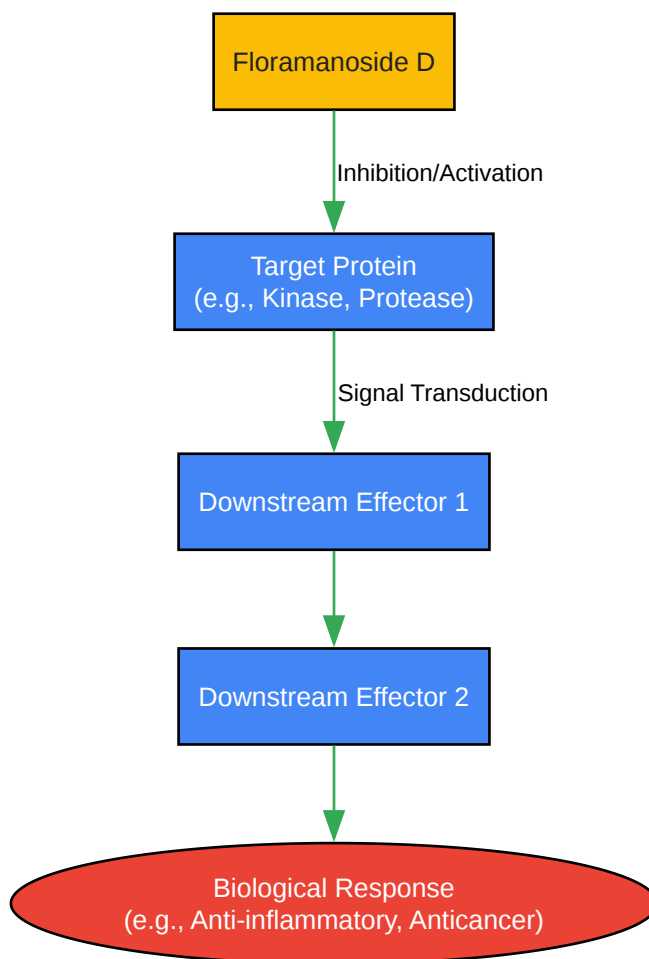 Floramanoside D
Inhibition/Activation
Target Protein
(e.g., Kinase, Protease)
Signal Transduction
Downstream Effector 1
Downstream Effector 2
Biological Response
(e.g., Anti-inflammatory, Anticancer)